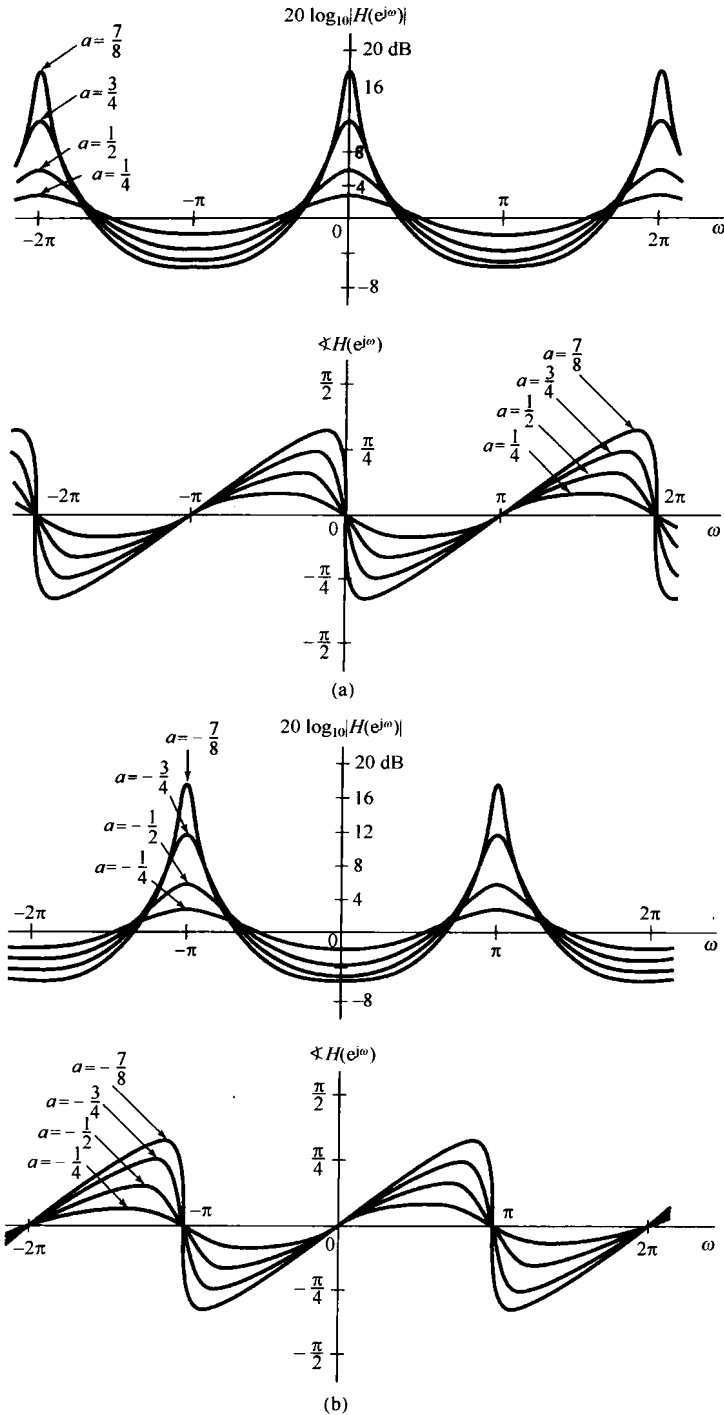 20 log₁₀|H(e^jω)|
20 dB
16
8
4
0
−8
a = 7/8
a = 3/4
a = 1/2
a = 1/4
−2π
−π
π
2π
ω
∢H(e^jω)
π/2
π/4
0
−π/4
−π/2
a = 7/8
a = 3/4
a = 1/2
a = 1/4
−2π
−π
π
2π
ω
(a)
20 log₁₀|H(e^jω)|
20 dB
16
12
8
4
0
−8
a = − 7/8
a = − 3/4
a = − 1/2
a = − 1/4
−2π
−π
π
2π
ω
∢H(e^jω)
π/2
π/4
0
−π/4
−π/2
a = − 7/8
a = − 3/4
a = − 1/2
a = − 1/4
−2π
−π
π
2π
ω
(b)